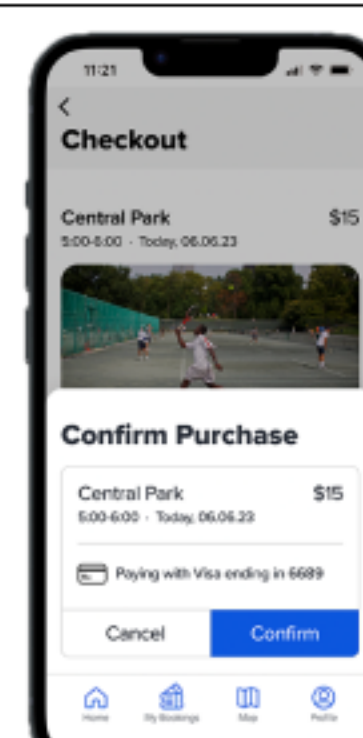 11:21
Checkout
Central Park $15
5:00-6:00 - Today, 06.06.23
Confirm Purchase
Central Park $15
5:00-6:00 - Today, 06.06.23
Paying with Visa ending in 6689
Cancel Confirm
Home My Bookings Map Profile